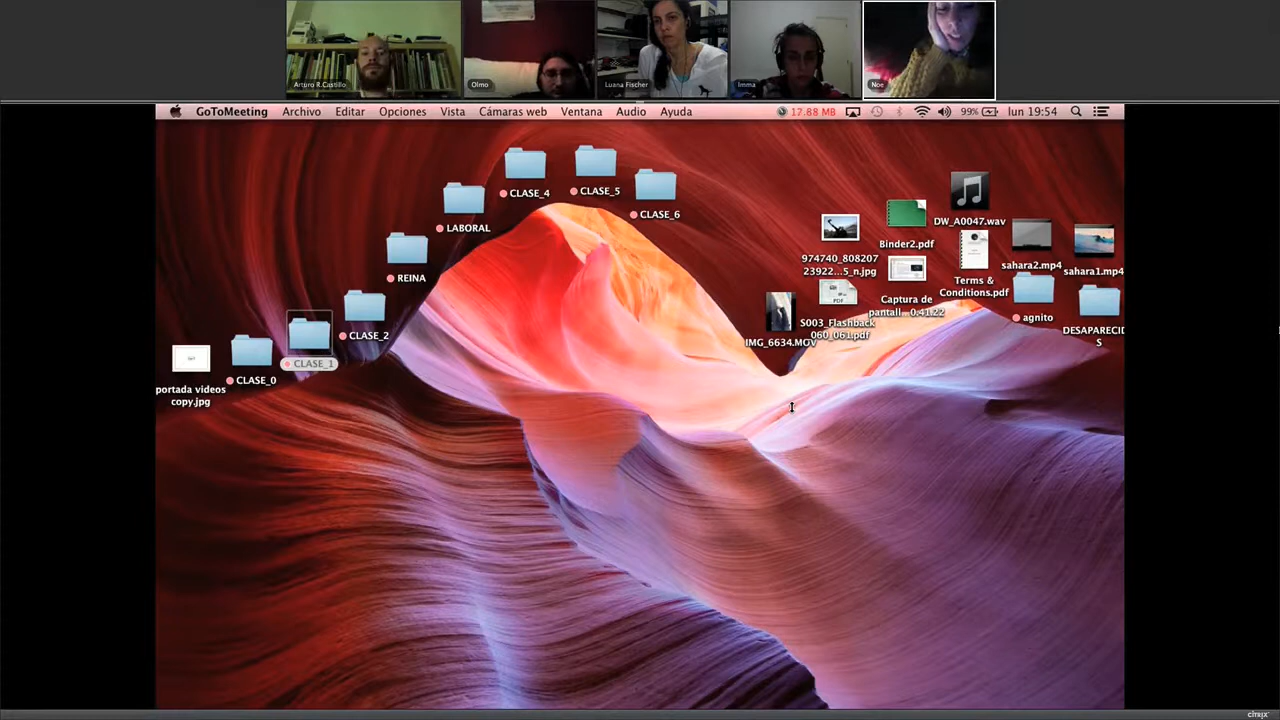 Arturo R.Castillo
Olmo
Luana Fischer
Imma
Noe
GoToMeeting Archivo Editar Opciones Vista Cámaras web Ventana Audio Ayuda 17.88 MB 99% lun 19:54
CLASE_4
CLASE_5
CLASE_6
LABORAL
REINA
CLASE_2
CLASE_1
CLASE_0
portada videos
copy.jpg
DW_A0047.wav
Binder2.pdf
974740_808207
23922...5_n.jpg
sahara2.mp4
sahara1.mp4
Terms &
Conditions.pdf
Captura de
pantall...0.41.22
PDF
S003_Flashback
060_061.pdf
IMG_6634.MOV
agnito
DESAPARECID
S
CITRIX